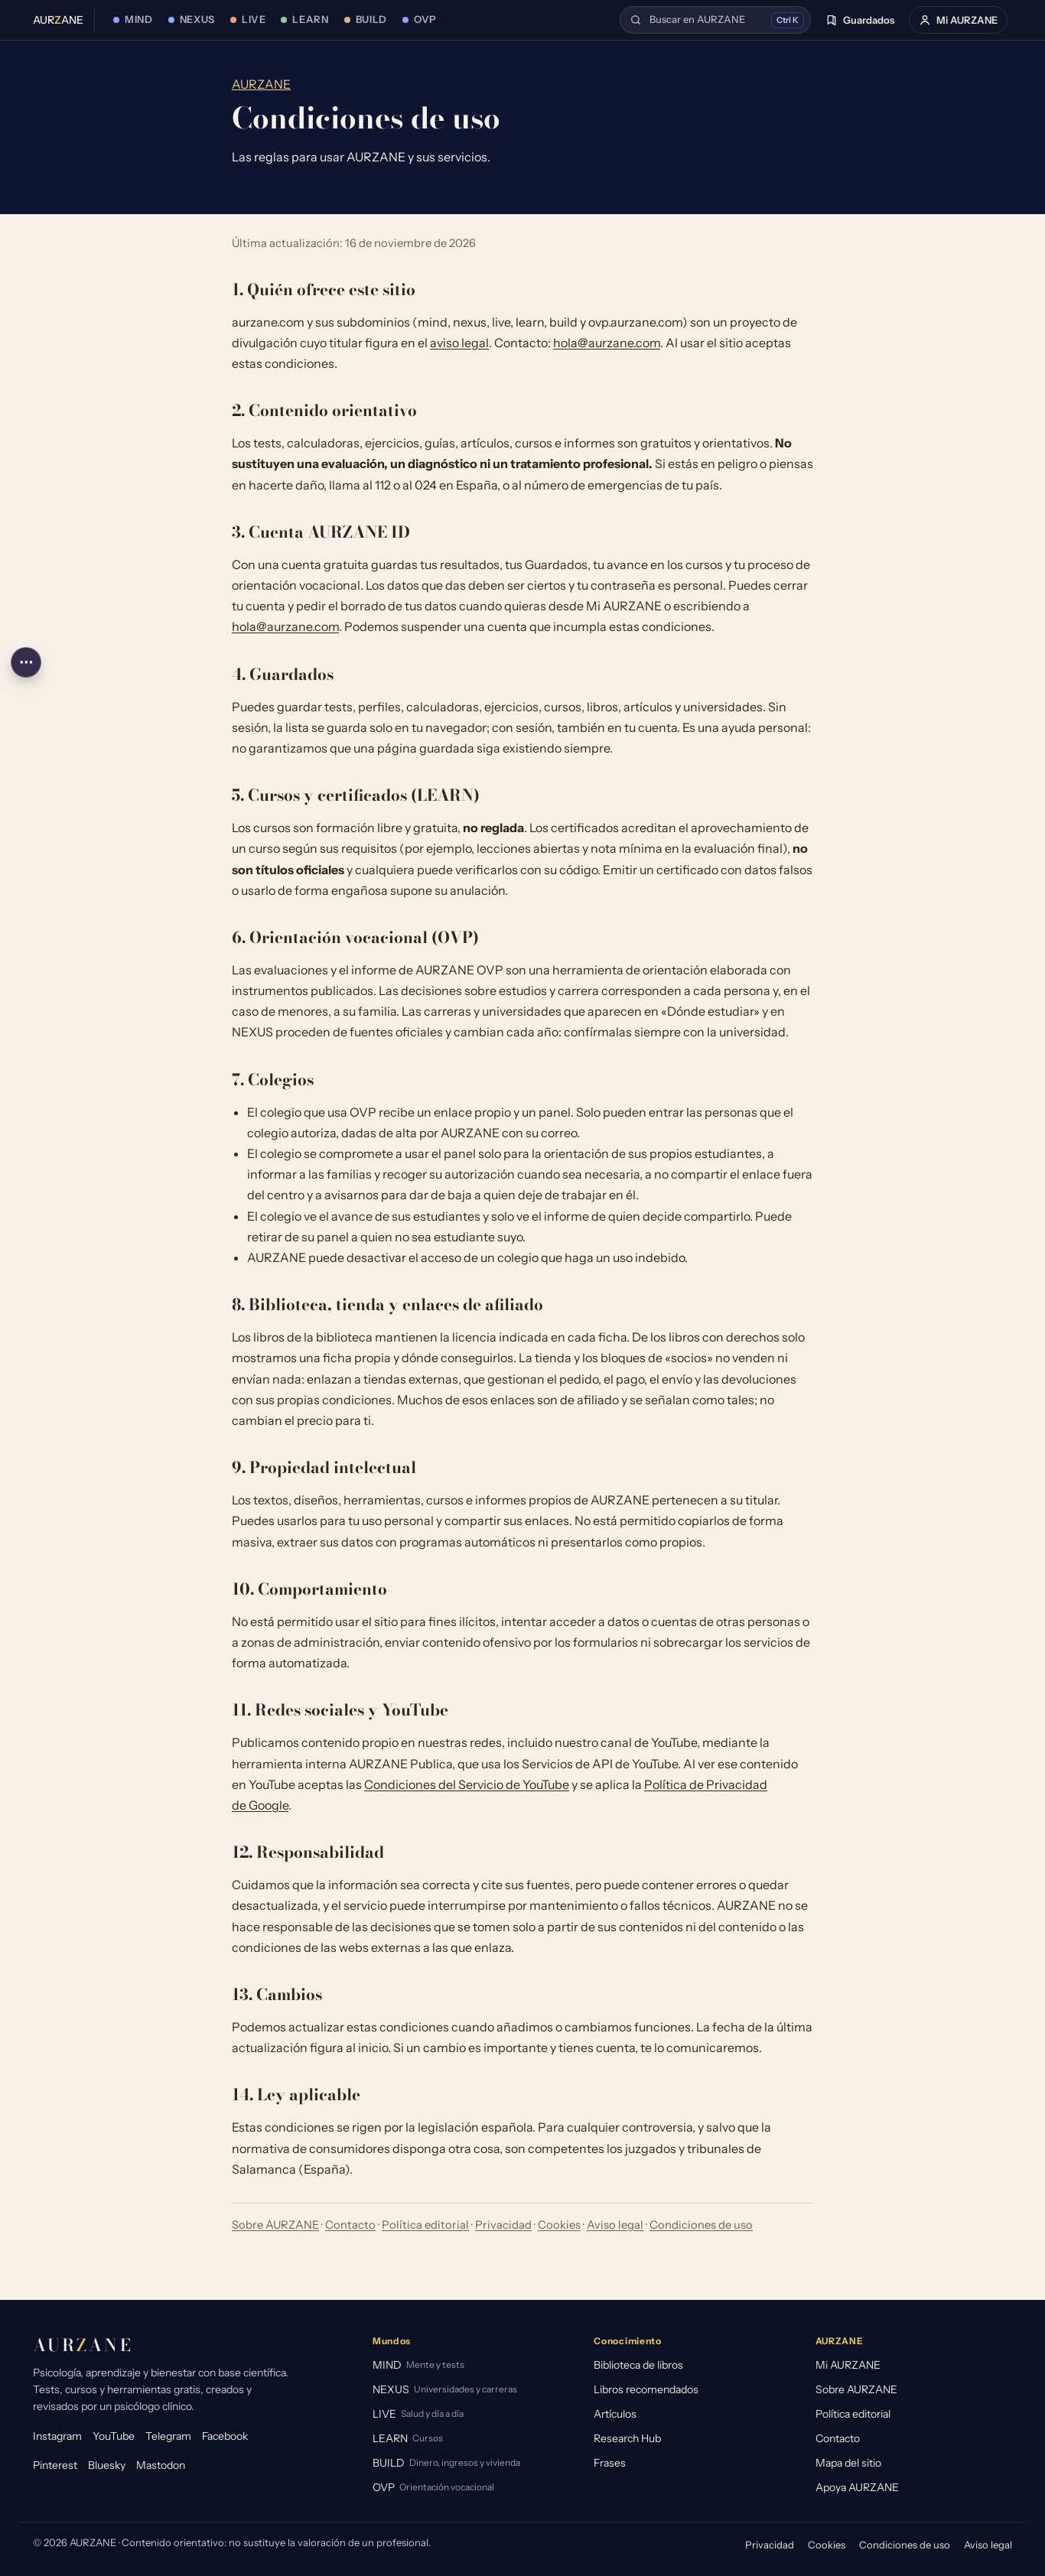 AURZANE
MIND NEXUS LIVE LEARN BUILD OVP
Buscar en AURZANE Ctrl K
Guardados
Mi AURZANE
AURZANE
Condiciones de uso
Las reglas para usar AURZANE y sus servicios.
Última actualización: 16 de noviembre de 2026
1. Quién ofrece este sitio
aurzane.com y sus subdominios (mind, nexus, live, learn, build y ovp.aurzane.com) son un proyecto de
divulgación cuyo titular figura en el aviso legal. Contacto: hola@aurzane.com. Al usar el sitio aceptas
estas condiciones.
2. Contenido orientativo
Los tests, calculadoras, ejercicios, guías, artículos, cursos e informes son gratuitos y orientativos. No
sustituyen una evaluación, un diagnóstico ni un tratamiento profesional. Si estás en peligro o piensas
en hacerte daño, llama al 112 o al 024 en España, o al número de emergencias de tu país.
3. Cuenta AURZANE ID
Con una cuenta gratuita guardas tus resultados, tus Guardados, tu avance en los cursos y tu proceso de
orientación vocacional. Los datos que das deben ser ciertos y tu contraseña es personal. Puedes cerrar
tu cuenta y pedir el borrado de tus datos cuando quieras desde Mi AURZANE o escribiendo a
hola@aurzane.com. Podemos suspender una cuenta que incumpla estas condiciones.
4. Guardados
Puedes guardar tests, perfiles, calculadoras, ejercicios, cursos, libros, artículos y universidades. Sin
sesión, la lista se guarda solo en tu navegador; con sesión, también en tu cuenta. Es una ayuda personal:
no garantizamos que una página guardada siga existiendo siempre.
5. Cursos y certificados (LEARN)
Los cursos son formación libre y gratuita, no reglada. Los certificados acreditan el aprovechamiento de
un curso según sus requisitos (por ejemplo, lecciones abiertas y nota mínima en la evaluación final), no
son títulos oficiales y cualquiera puede verificarlos con su código. Emitir un certificado con datos falsos
o usarlo de forma engañosa supone su anulación.
6. Orientación vocacional (OVP)
Las evaluaciones y el informe de AURZANE OVP son una herramienta de orientación elaborada con
instrumentos publicados. Las decisiones sobre estudios y carrera corresponden a cada persona y, en el
caso de menores, a su familia. Las carreras y universidades que aparecen en «Dónde estudiar» y en
NEXUS proceden de fuentes oficiales y cambian cada año: confírmalas siempre con la universidad.
7. Colegios
• El colegio que usa OVP recibe un enlace propio y un panel. Solo pueden entrar las personas que el
colegio autoriza, dadas de alta por AURZANE con su correo.
• El colegio se compromete a usar el panel solo para la orientación de sus propios estudiantes, a
informar a las familias y recoger su autorización cuando sea necesaria, a no compartir el enlace fuera
del centro y a avisarnos para dar de baja a quien deje de trabajar en él.
• El colegio ve el avance de sus estudiantes y solo ve el informe de quien decide compartirlo. Puede
retirar de su panel a quien no sea estudiante suyo.
• AURZANE puede desactivar el acceso de un colegio que haga un uso indebido.
8. Biblioteca, tienda y enlaces de afiliado
Los libros de la biblioteca mantienen la licencia indicada en cada ficha. De los libros con derechos solo
mostramos una ficha propia y dónde conseguirlos. La tienda y los bloques de «socios» no venden ni
envían nada: enlazan a tiendas externas, que gestionan el pedido, el pago, el envío y las devoluciones
con sus propias condiciones. Muchos de esos enlaces son de afiliado y se señalan como tales; no
cambian el precio para ti.
9. Propiedad intelectual
Los textos, diseños, herramientas, cursos e informes propios de AURZANE pertenecen a su titular.
Puedes usarlos para tu uso personal y compartir sus enlaces. No está permitido copiarlos de forma
masiva, extraer sus datos con programas automáticos ni presentarlos como propios.
10. Comportamiento
No está permitido usar el sitio para fines ilícitos, intentar acceder a datos o cuentas de otras personas o
a zonas de administración, enviar contenido ofensivo por los formularios ni sobrecargar los servicios de
forma automatizada.
11. Redes sociales y YouTube
Publicamos contenido propio en nuestras redes, incluido nuestro canal de YouTube, mediante la
herramienta interna AURZANE Publica, que usa los Servicios de API de YouTube. Al ver ese contenido
en YouTube aceptas las Condiciones del Servicio de YouTube y se aplica la Política de Privacidad
de Google.
12. Responsabilidad
Cuidamos que la información sea correcta y cite sus fuentes, pero puede contener errores o quedar
desactualizada, y el servicio puede interrumpirse por mantenimiento o fallos técnicos. AURZANE no se
hace responsable de las decisiones que se tomen solo a partir de sus contenidos ni del contenido o las
condiciones de las webs externas a las que enlaza.
13. Cambios
Podemos actualizar estas condiciones cuando añadimos o cambiamos funciones. La fecha de la última
actualización figura al inicio. Si un cambio es importante y tienes cuenta, te lo comunicaremos.
14. Ley aplicable
Estas condiciones se rigen por la legislación española. Para cualquier controversia, y salvo que la
normativa de consumidores disponga otra cosa, son competentes los juzgados y tribunales de
Salamanca (España).
Sobre AURZANE · Contacto · Política editorial · Privacidad · Cookies · Aviso legal · Condiciones de uso
AURZANE
Psicología, aprendizaje y bienestar con base científica.
Tests, cursos y herramientas gratis, creados y
revisados por un psicólogo clínico.
Instagram YouTube Telegram Facebook
Pinterest Bluesky Mastodon
Mundos
MIND Mente y tests
NEXUS Universidades y carreras
LIVE Salud y día a día
LEARN Cursos
BUILD Dinero, ingresos y vivienda
OVP Orientación vocacional
Conocimiento
Biblioteca de libros
Libros recomendados
Artículos
Research Hub
Frases
AURZANE
Mi AURZANE
Sobre AURZANE
Política editorial
Contacto
Mapa del sitio
Apoya AURZANE
© 2026 AURZANE · Contenido orientativo: no sustituye la valoración de un profesional.
Privacidad Cookies Condiciones de uso Aviso legal